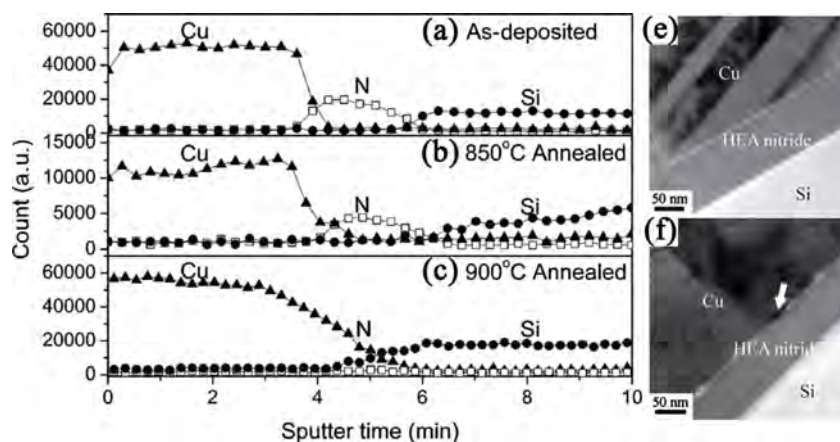 (a) As-deposited
Cu
N
Si
60000
40000
20000
0
(b) 850°C Annealed
Cu
N
Si
15000
10000
5000
0
(c) 900°C Annealed
Cu
N
Si
60000
40000
20000
0
Count (a.u.)
0 2 4 6 8 10
Sputter time (min)
(e)
Cu
HEA nitride
Si
50 nm
(f)
Cu
HEA nitrid
Si
50 nm